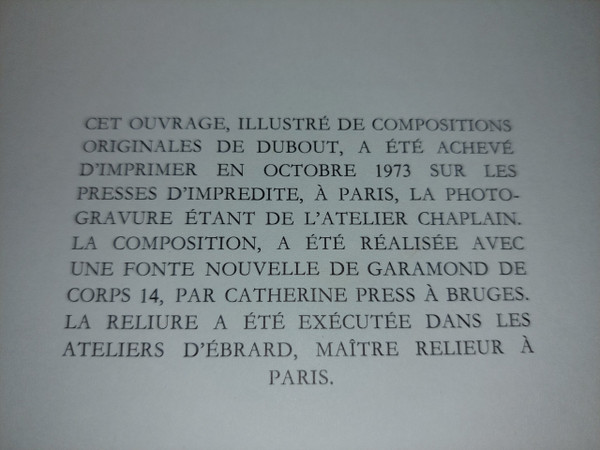 CET OUVRAGE, ILLUSTRÉ DE COMPOSITIONS
ORIGINALES DE DUBOUT, A ÉTÉ ACHEVÉ
D'IMPRIMER EN OCTOBRE 1973 SUR LES
PRESSES D'IMPREDITE, À PARIS, LA PHOTO-
GRAVURE ÉTANT DE L'ATELIER CHAPLAIN.
LA COMPOSITION, A ÉTÉ RÉALISÉE AVEC
UNE FONTE NOUVELLE DE GARAMOND DE
CORPS 14, PAR CATHERINE PRESS À BRUGES.
LA RELIURE A ÉTÉ EXÉCUTÉE DANS LES
ATELIERS D'ÉBRARD, MAÎTRE RELIEUR À
PARIS.